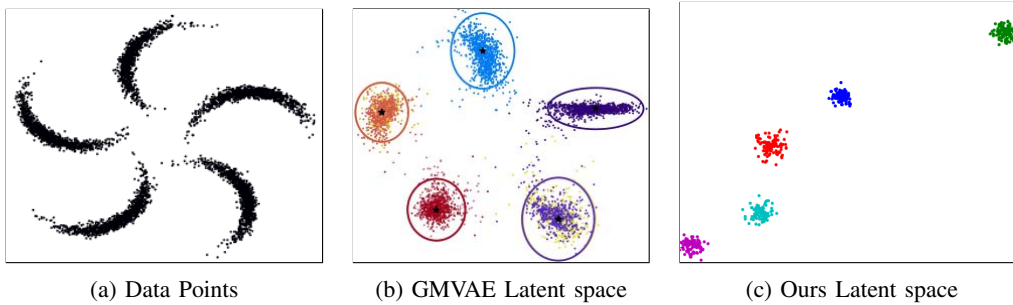 (a) Data Points
(b) GMVAE Latent space
(c) Ours Latent space